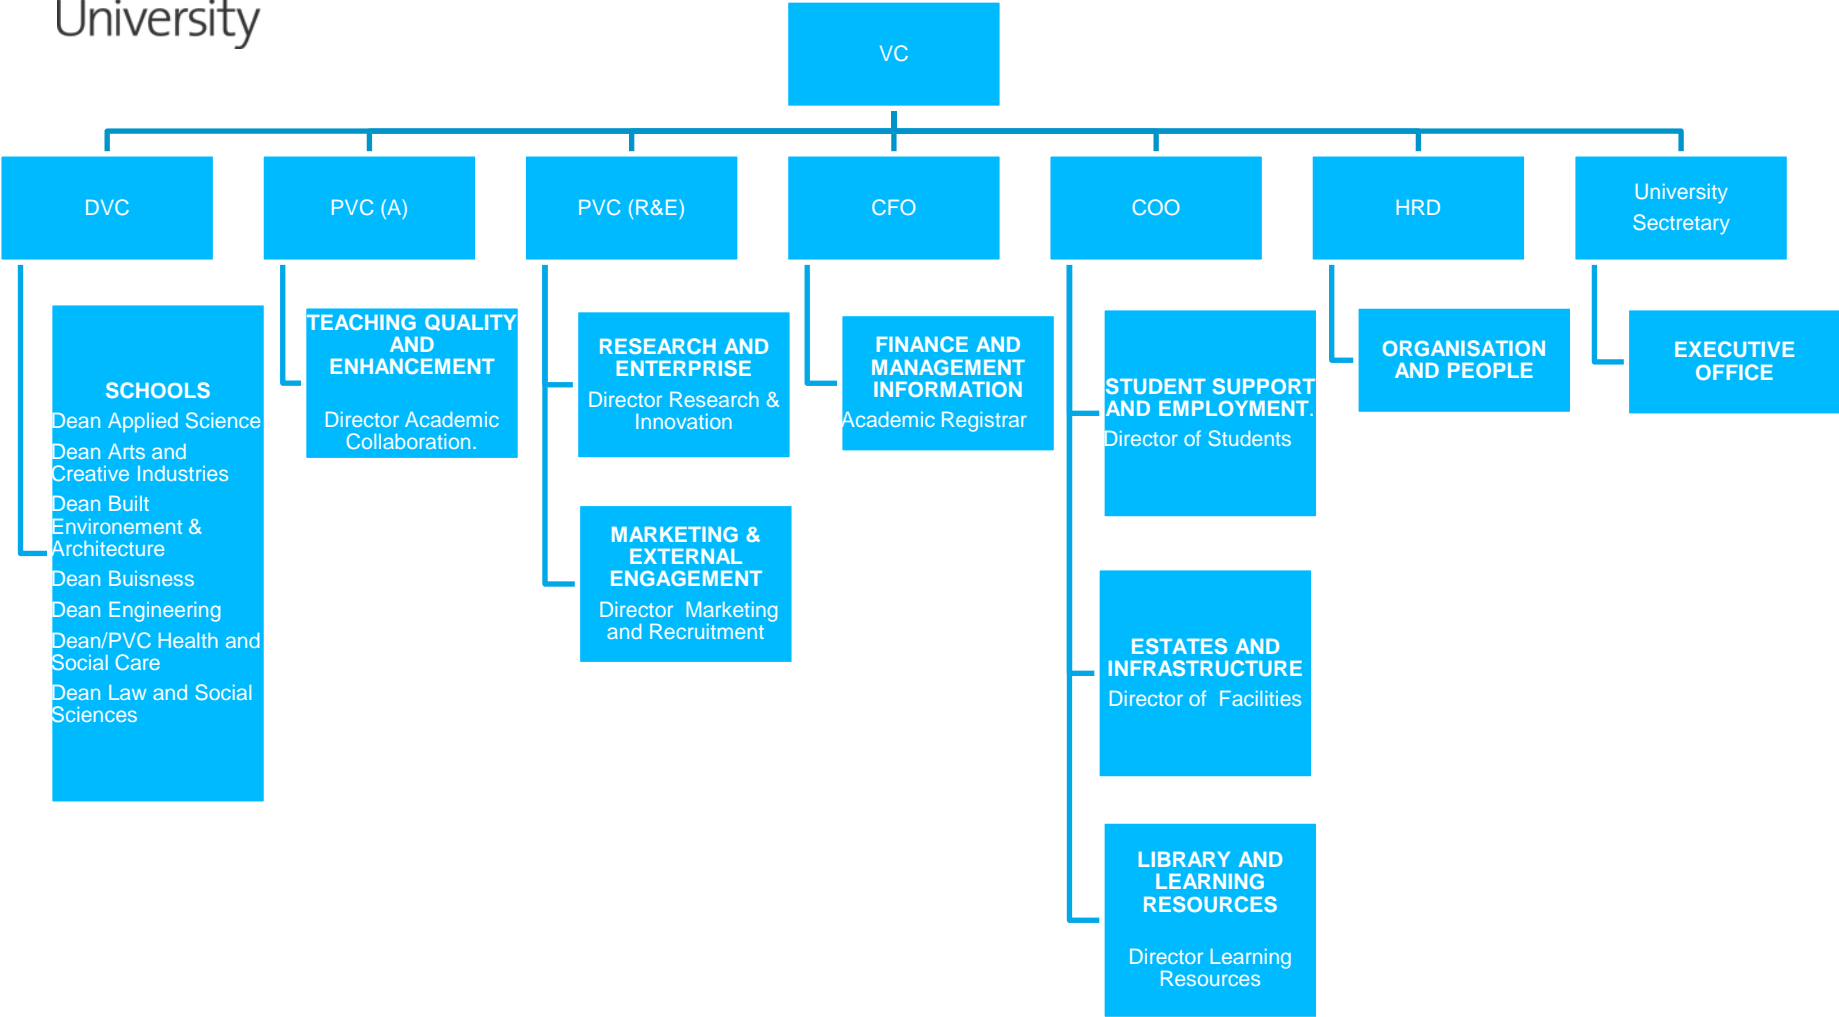 University
VC
DVC
PVC (A)
PVC (R&E)
CFO
COO
HRD
University
Sectretary
SCHOOLS
Dean Applied Science
Dean Arts and
Creative Industries
Dean Built
Environement &
Architecture
Dean Buisness
Dean Engineering
Dean/PVC Health and
Social Care
Dean Law and Social
Sciences
TEACHING QUALITY
AND
ENHANCEMENT
Director Academic
Collaboration.
RESEARCH AND
ENTERPRISE
Director Research &
Innovation
MARKETING &
EXTERNAL
ENGAGEMENT
Director  Marketing
and Recruitment
FINANCE AND
MANAGEMENT
INFORMATION
Academic Registrar
STUDENT SUPPORT
AND EMPLOYMENT.
Director of Students
ESTATES AND
INFRASTRUCTURE
Director of  Facilities
LIBRARY AND
LEARNING
RESOURCES
Director Learning
Resources
ORGANISATION
AND PEOPLE
EXECUTIVE
OFFICE